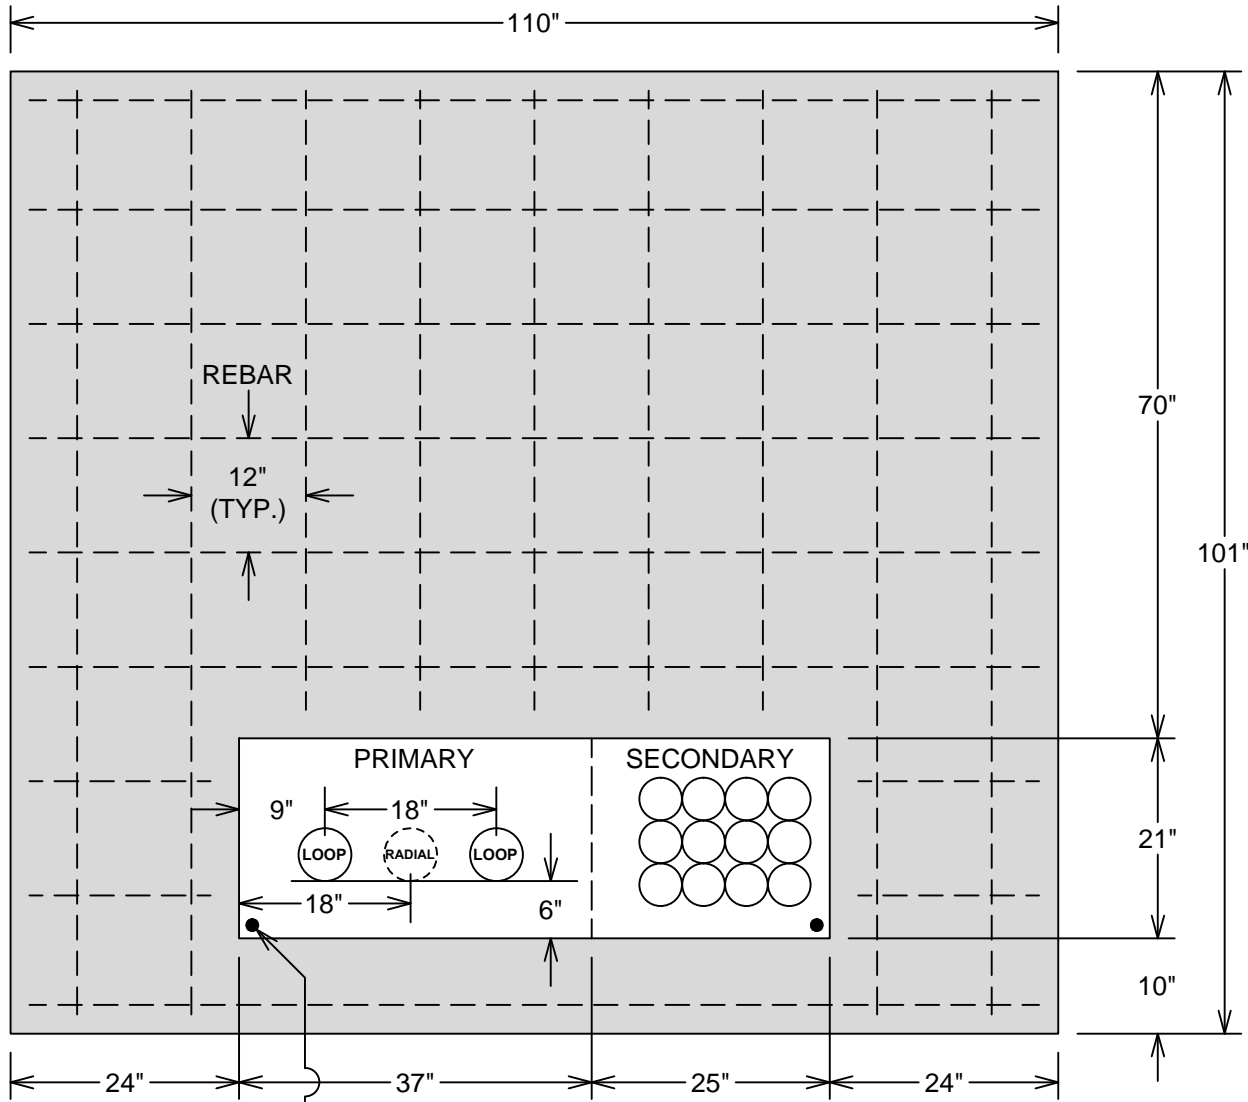 110"
REBAR
12"
(TYP.)
70"
101"
PRIMARY
SECONDARY
9"
18"
LOOP
RADIAL
LOOP
21"
18"
6"
10"
24"
37"
25"
24"